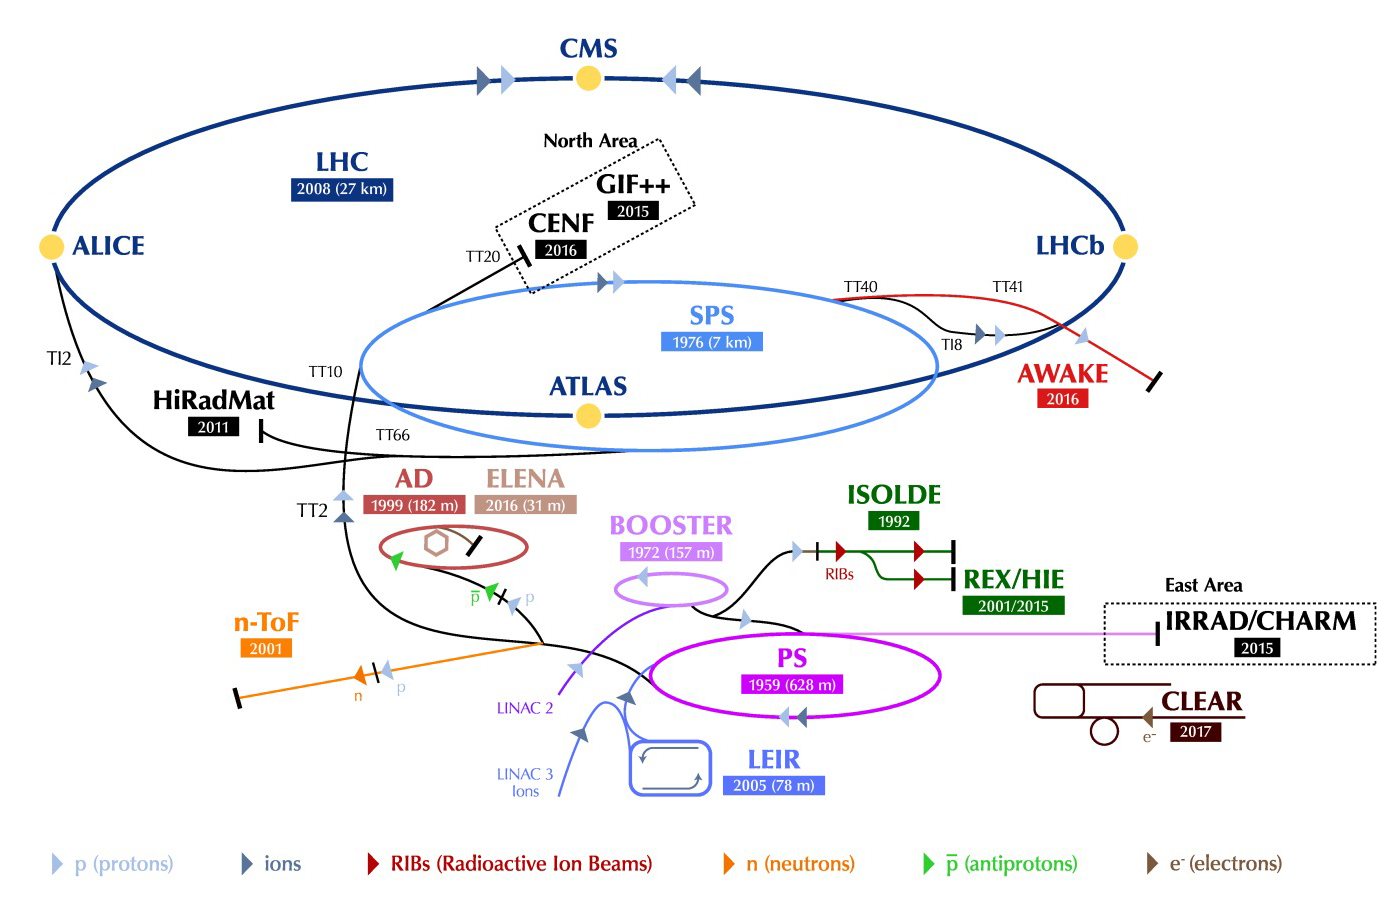 CMS
North Area
LHC
2008 (27 km)
GIF++
2015
CENF
2016
ALICE
LHCb
TT20
TT40
TT41
SPS
1976 (7 km)
TI8
TI2
TT10
ATLAS
AWAKE
2016
HiRadMat
2011
TT66
AD
1999 (182 m)
ELENA
2016 (31 m)
TT2
ISOLDE
1992
BOOSTER
1972 (157 m)
RIBs
REX/HIE
2001/2015
East Area
p̅
p
n-ToF
2001
IRRAD/CHARM
2015
PS
1959 (628 m)
n
p
LINAC 2
CLEAR
2017
e-
LEIR
2005 (78 m)
LINAC 3
Ions
p (protons)
ions
RIBs (Radioactive Ion Beams)
n (neutrons)
p̅ (antiprotons)
e- (electrons)